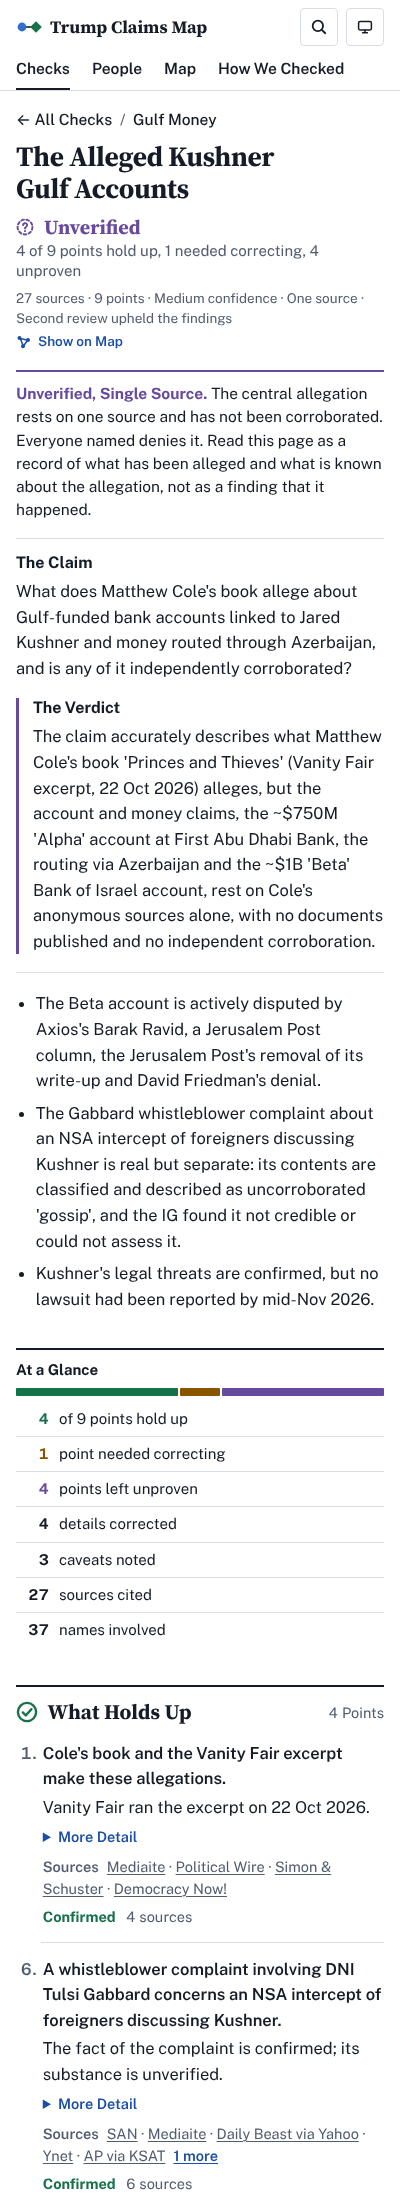 Trump Claims Map
Checks People Map How We Checked
← All Checks / Gulf Money
The Alleged Kushner
Gulf Accounts
Unverified
4 of 9 points hold up, 1 needed correcting, 4
unproven
27 sources · 9 points · Medium confidence · One source ·
Second review upheld the findings
Show on Map
Unverified, Single Source. The central allegation
rests on one source and has not been corroborated.
Everyone named denies it. Read this page as a
record of what has been alleged and what is known
about the allegation, not as a finding that it
happened.
The Claim
What does Matthew Cole's book allege about
Gulf-funded bank accounts linked to Jared
Kushner and money routed through Azerbaijan,
and is any of it independently corroborated?
The Verdict
The claim accurately describes what Matthew
Cole's book 'Princes and Thieves' (Vanity Fair
excerpt, 22 Oct 2026) alleges, but the
account and money claims, the ~$750M
'Alpha' account at First Abu Dhabi Bank, the
routing via Azerbaijan and the ~$1B 'Beta'
Bank of Israel account, rest on Cole's
anonymous sources alone, with no documents
published and no independent corroboration.
• The Beta account is actively disputed by
Axios's Barak Ravid, a Jerusalem Post
column, the Jerusalem Post's removal of its
write-up and David Friedman's denial.
• The Gabbard whistleblower complaint about
an NSA intercept of foreigners discussing
Kushner is real but separate: its contents are
classified and described as uncorroborated
'gossip', and the IG found it not credible or
could not assess it.
• Kushner's legal threats are confirmed, but no
lawsuit had been reported by mid-Nov 2026.
At a Glance
4 of 9 points hold up
1 point needed correcting
4 points left unproven
4 details corrected
3 caveats noted
27 sources cited
37 names involved
What Holds Up 4 Points
1. Cole's book and the Vanity Fair excerpt
make these allegations.
Vanity Fair ran the excerpt on 22 Oct 2026.
▶ More Detail
Sources Mediaite · Political Wire · Simon &
Schuster · Democracy Now!
Confirmed 4 sources
6. A whistleblower complaint involving DNI
Tulsi Gabbard concerns an NSA intercept of
foreigners discussing Kushner.
The fact of the complaint is confirmed; its
substance is unverified.
▶ More Detail
Sources SAN · Mediaite · Daily Beast via Yahoo ·
Ynet · AP via KSAT 1 more
Confirmed 6 sources